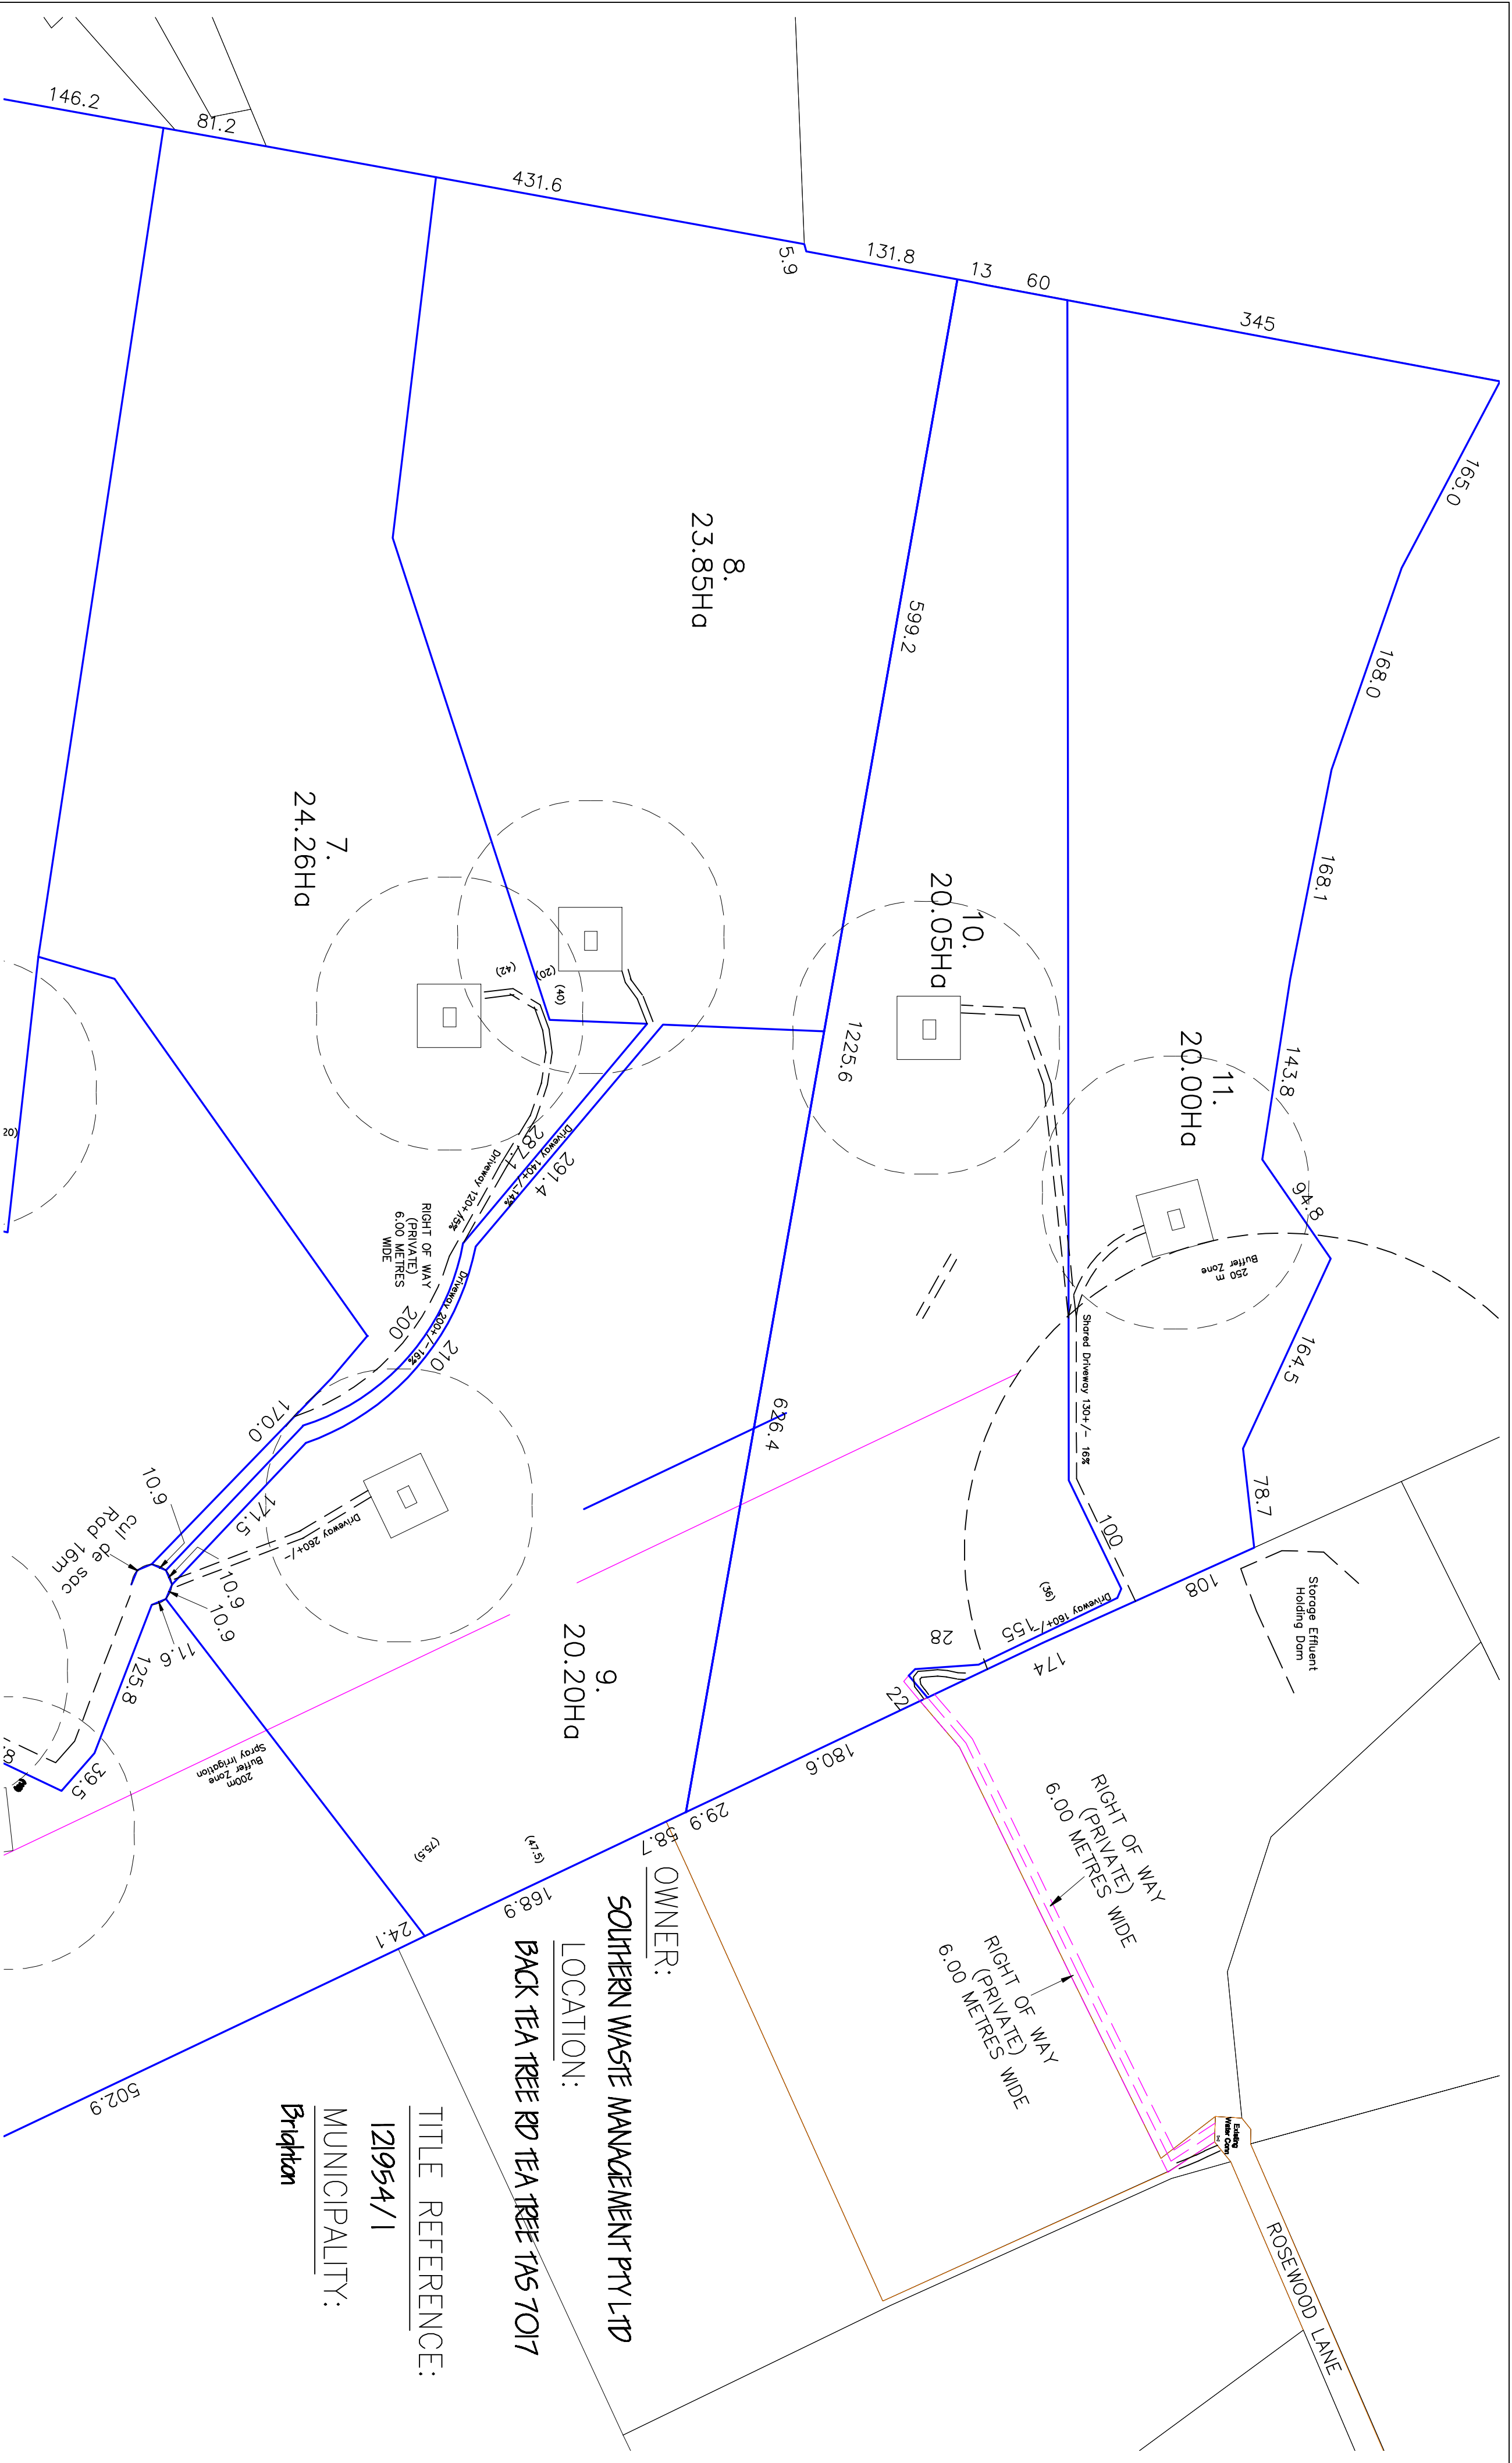 146.2
81.2
431.6
5.9
131.8
13
60
345
165.0
168.0
168.1
143.8
94.8
164.5
78.7
108
174
22
180.6
29.9
58.7
168.9
24.1
502.9
8.
23.85Ha
7.
24.26Ha
10.
20.05Ha
11.
20.00Ha
9.
20.20Ha
599.2
1225.6
626.4
(42)
(20)
(40)
20)
287.1
291.4
Driveway 140+/-14%
Driveway 120+/5%
RIGHT OF WAY
(PRIVATE)
6.00 METRES
WIDE
200
Driveway 200+/- 16%
210
170.0
171.5
10.9
10.9
10.9
11.6
cul de sac
Rad 16m
Driveway 260+/-
125.8
39.5
200m
Buffer Zone
Spray Irrigation
250 m
Buffer Zone
Shared Driveway 130+/- 16%
100
(36)
Driveway 160+/-
155
28
Storage Effluent
Holding Dam
(75.5)
(47.5)
RIGHT OF WAY
(PRIVATE)
6.00 METRES WIDE
RIGHT OF WAY
(PRIVATE)
6.00 METRES WIDE
Existing
Water Conn
ROSEWOOD LANE
OWNER:
SOUTHERN WASTE MANAGEMENT PTY LTD
LOCATION:
BACK TEA TREE RD TEA TREE TAS 7017
TITLE REFERENCE:
121954/1
MUNICIPALITY:
Brighton